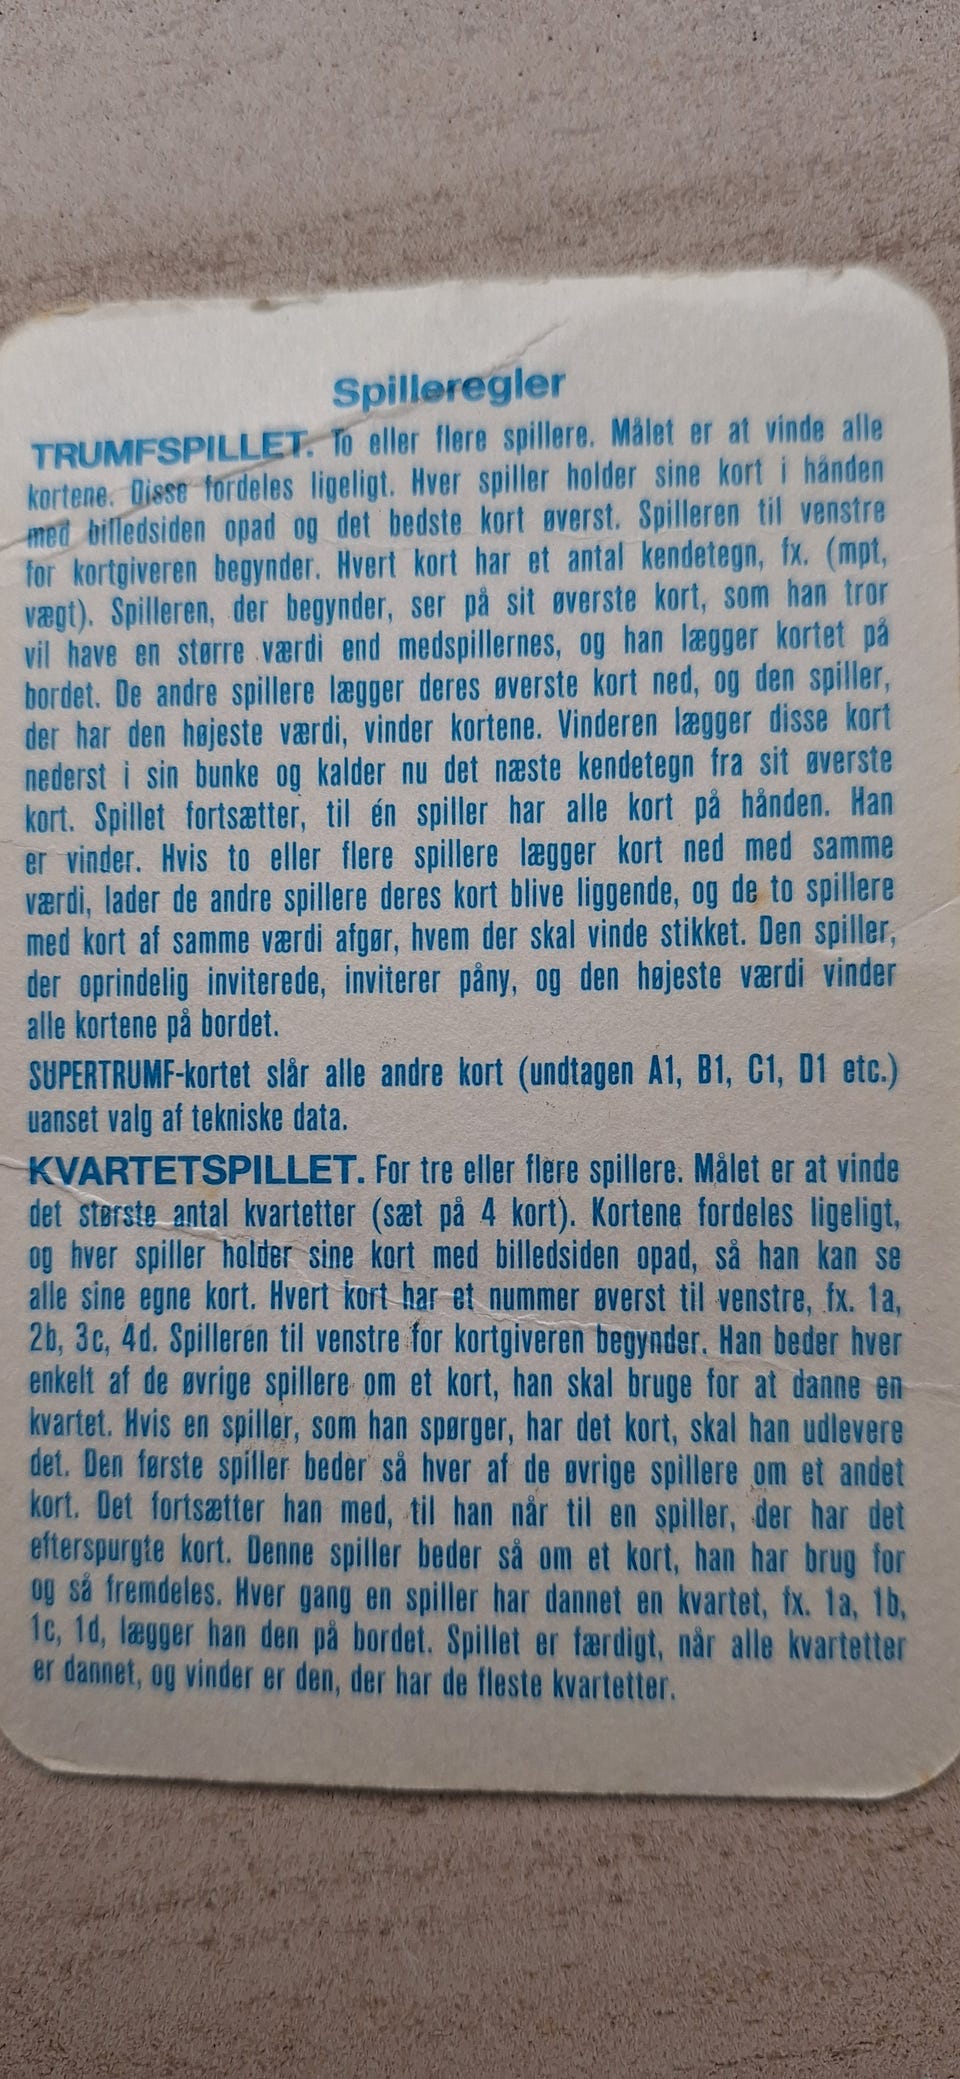 Spilleregler
TRUMFSPILLET. To eller flere spillere. Målet er at vinde alle
kortene. Disse fordeles ligeligt. Hver spiller holder sine kort i hånden
med billedsiden opad og det bedste kort øverst. Spilleren til venstre
for kortgiveren begynder. Hvert kort har et antal kendetegn, fx. (mpt,
vægt). Spilleren, der begynder, ser på sit øverste kort, som han tror
vil have en større værdi end medspillernes, og han lægger kortet på
bordet. De andre spillere lægger deres øverste kort ned, og den spiller,
der har den højeste værdi, vinder kortene. Vinderen lægger disse kort
nederst i sin bunke og kalder nu det næste kendetegn fra sit øverste
kort. Spillet fortsætter, til én spiller har alle kort på hånden. Han
er vinder. Hvis to eller flere spillere lægger kort ned med samme
værdi, lader de andre spillere deres kort blive liggende, og de to spillere
med kort af samme værdi afgør, hvem der skal vinde stikket. Den spiller,
der oprindelig inviterede, inviterer påny, og den højeste værdi vinder
alle kortene på bordet.
SUPERTRUMF-kortet slår alle andre kort (undtagen A1, B1, C1, D1 etc.)
uanset valg af tekniske data.
KVARTETSPILLET. For tre eller flere spillere. Målet er at vinde
det største antal kvartetter (sæt på 4 kort). Kortene fordeles ligeligt,
og hver spiller holder sine kort med billedsiden opad, så han kan se
alle sine egne kort. Hvert kort har et nummer øverst til venstre, fx. 1a,
2b, 3c, 4d. Spilleren til venstre for kortgiveren begynder. Han beder hver
enkelt af de øvrige spillere om et kort, han skal bruge for at danne en
kvartet. Hvis en spiller, som han spørger, har det kort, skal han udlevere
det. Den første spiller beder så hver af de øvrige spillere om et andet
kort. Det fortsætter han med, til han når til en spiller, der har det
efterspurgte kort. Denne spiller beder så om et kort, han har brug for
og så fremdeles. Hver gang en spiller har dannet en kvartet, fx. 1a, 1b,
1c, 1d, lægger han den på bordet. Spillet er færdigt, når alle kvartetter
er dannet, og vinder er den, der har de fleste kvartetter.